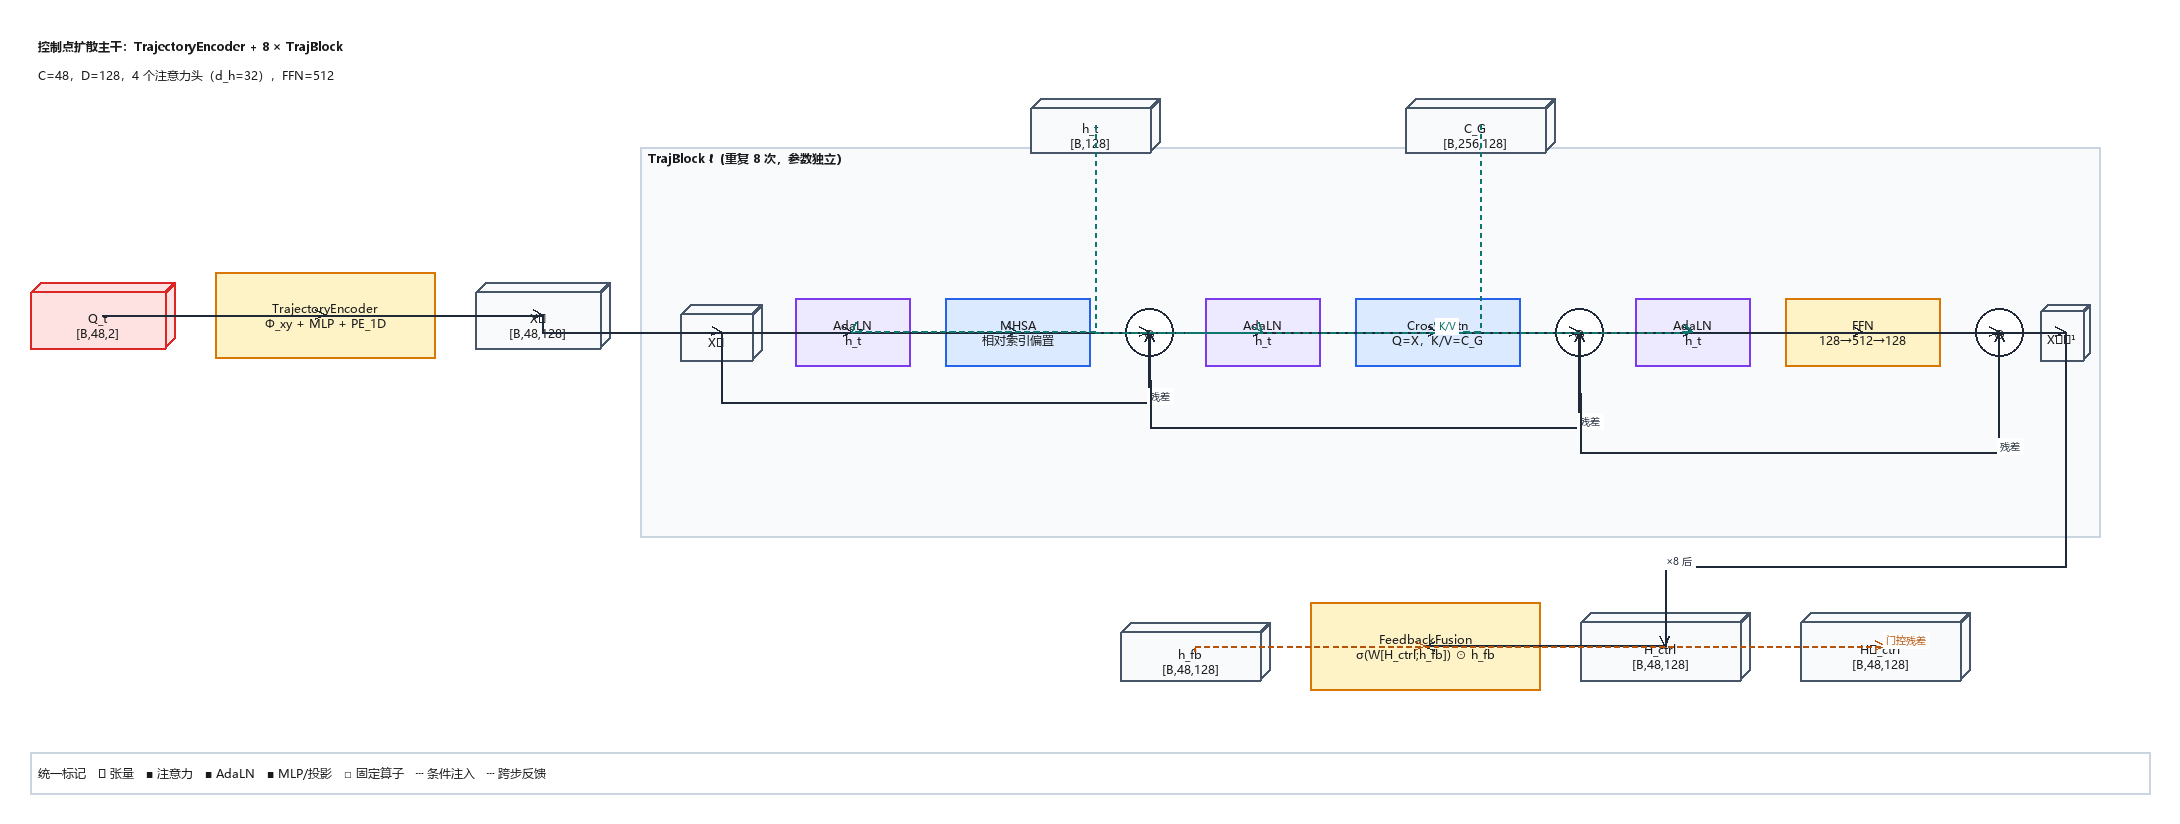 控制点扩散主干：TrajectoryEncoder + 8 × TrajBlock
C=48，D=128，4 个注意力头（d_h=32），FFN=512
h_t
[B,128]
C_G
[B,256,128]
TrajBlock ℓ（重复 8 次，参数独立）
Q_t
[B,48,2]
TrajectoryEncoder
Φ_xy + MLP + PE_1D
X□
[B,48,128]
X□
AdaLN
h_t
MHSA
相对索引偏置
AdaLN
h_t
K/V
Q=X，K/V=C_G
AdaLN
h_t
FFN
128→512→128
X□□¹
残差
残差
残差
×8 后
h_fb
[B,48,128]
FeedbackFusion
σ(W[H_ctrl;h_fb]) ⊙ h_fb
H_ctrl
[B,48,128]
门控残差
H□_ctrl
[B,48,128]
统一标记 □ 张量 ▪ 注意力 ▪ AdaLN ▪ MLP/投影 □ 固定算子 ┄ 条件注入 ┄ 跨步反馈